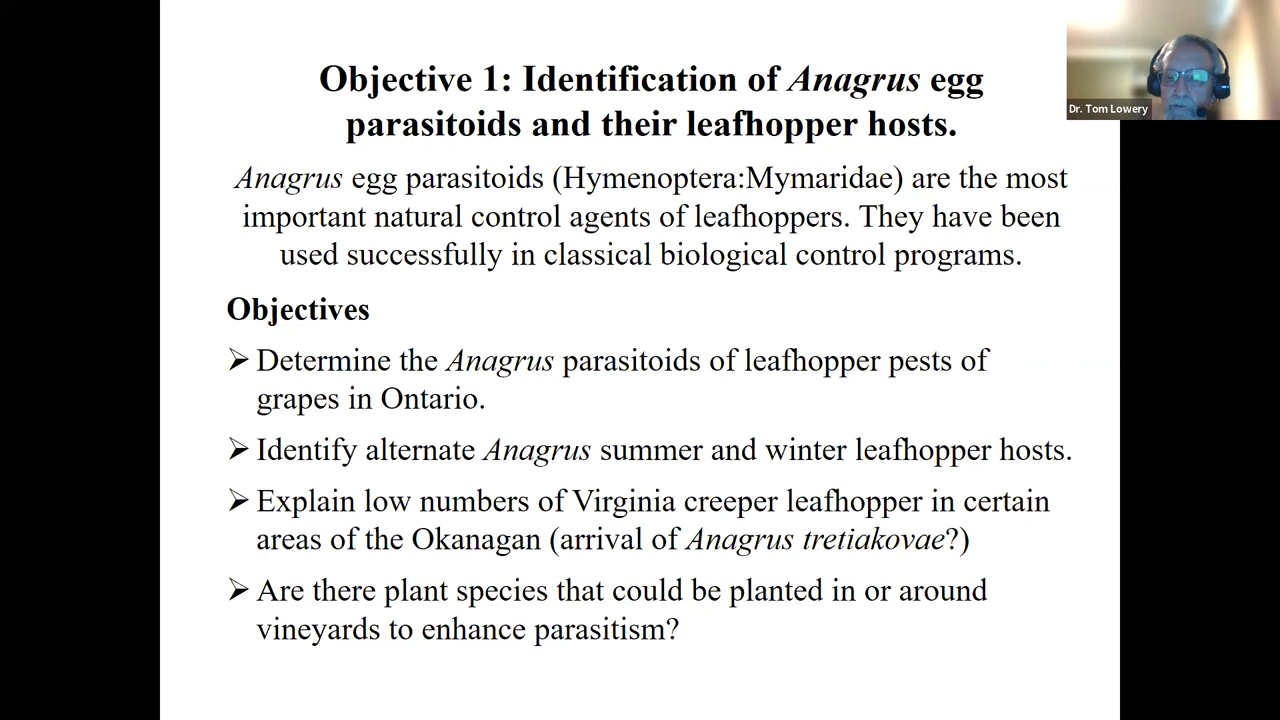 Objective 1: Identification of Anagrus egg
parasitoids and their leafhopper hosts.
Dr. Tom Lowery
Anagrus egg parasitoids (Hymenoptera:Mymaridae) are the most
important natural control agents of leafhoppers. They have been
used successfully in classical biological control programs.
Objectives
➢ Determine the Anagrus parasitoids of leafhopper pests of
grapes in Ontario.
➢ Identify alternate Anagrus summer and winter leafhopper hosts.
➢ Explain low numbers of Virginia creeper leafhopper in certain
areas of the Okanagan (arrival of Anagrus tretiakovae?)
➢ Are there plant species that could be planted in or around
vineyards to enhance parasitism?